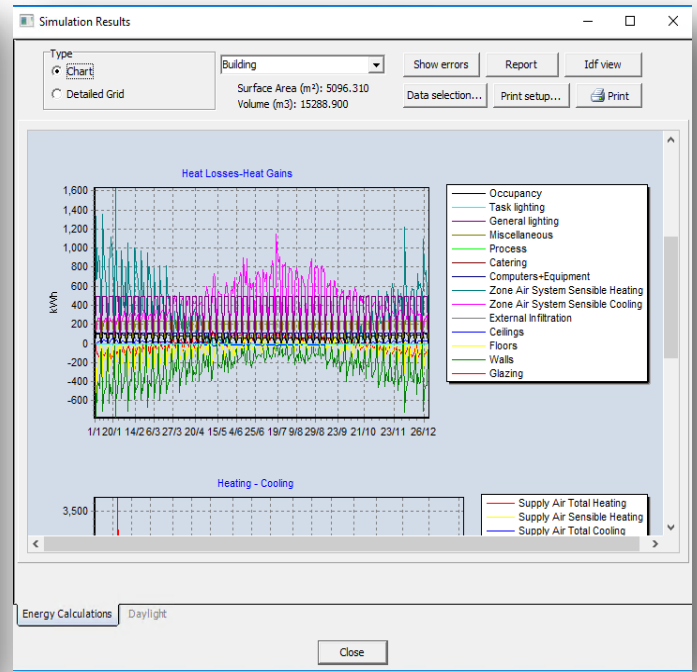 Simulation Results
Type
Chart
Detailed Grid
Building
Surface Area (m²): 5096.310
Volume (m3): 15288.900
Show errors
Report
Idf view
Data selection...
Print setup...
Print
Heat Losses-Heat Gains
kWh
1,600
1,400
1,200
1,000
800
600
400
200
0
-200
-400
-600
1/1 20/1 14/2 6/3 27/3 20/4 15/5 4/6 25/6 19/7 9/8 29/8 23/9 21/10 23/11 26/12
Occupancy
Task lighting
General lighting
Miscellaneous
Process
Catering
Computers+Equipment
Zone Air System Sensible Heating
Zone Air System Sensible Cooling
External Infiltration
Ceilings
Floors
Walls
Glazing
Heating - Cooling
3,500
Supply Air Total Heating
Supply Air Sensible Heating
Supply Air Total Cooling
Energy Calculations
Daylight
Close